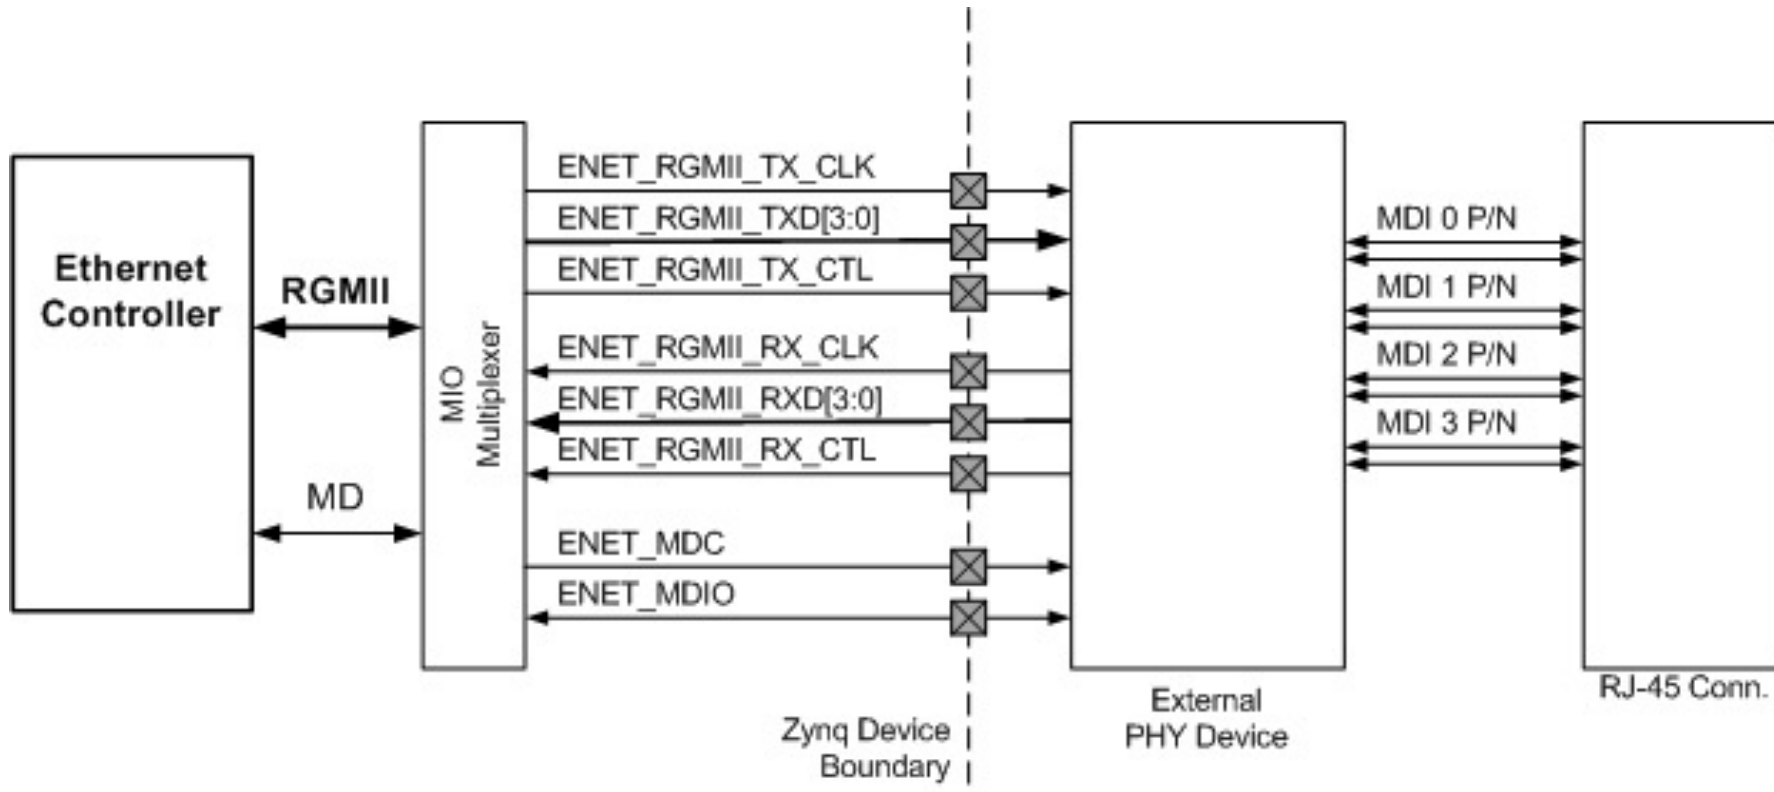 Ethernet
Controller
RGMII
MD
MIO
Multiplexer
ENET_RGMII_TX_CLK
ENET_RGMII_TXD[3:0]
ENET_RGMII_TX_CTL
ENET_RGMII_RX_CLK
ENET_RGMII_RXD[3:0]
ENET_RGMII_RX_CTL
ENET_MDC
ENET_MDIO
Zynq Device
Boundary
External
PHY Device
MDI 0 P/N
MDI 1 P/N
MDI 2 P/N
MDI 3 P/N
RJ-45 Conn.